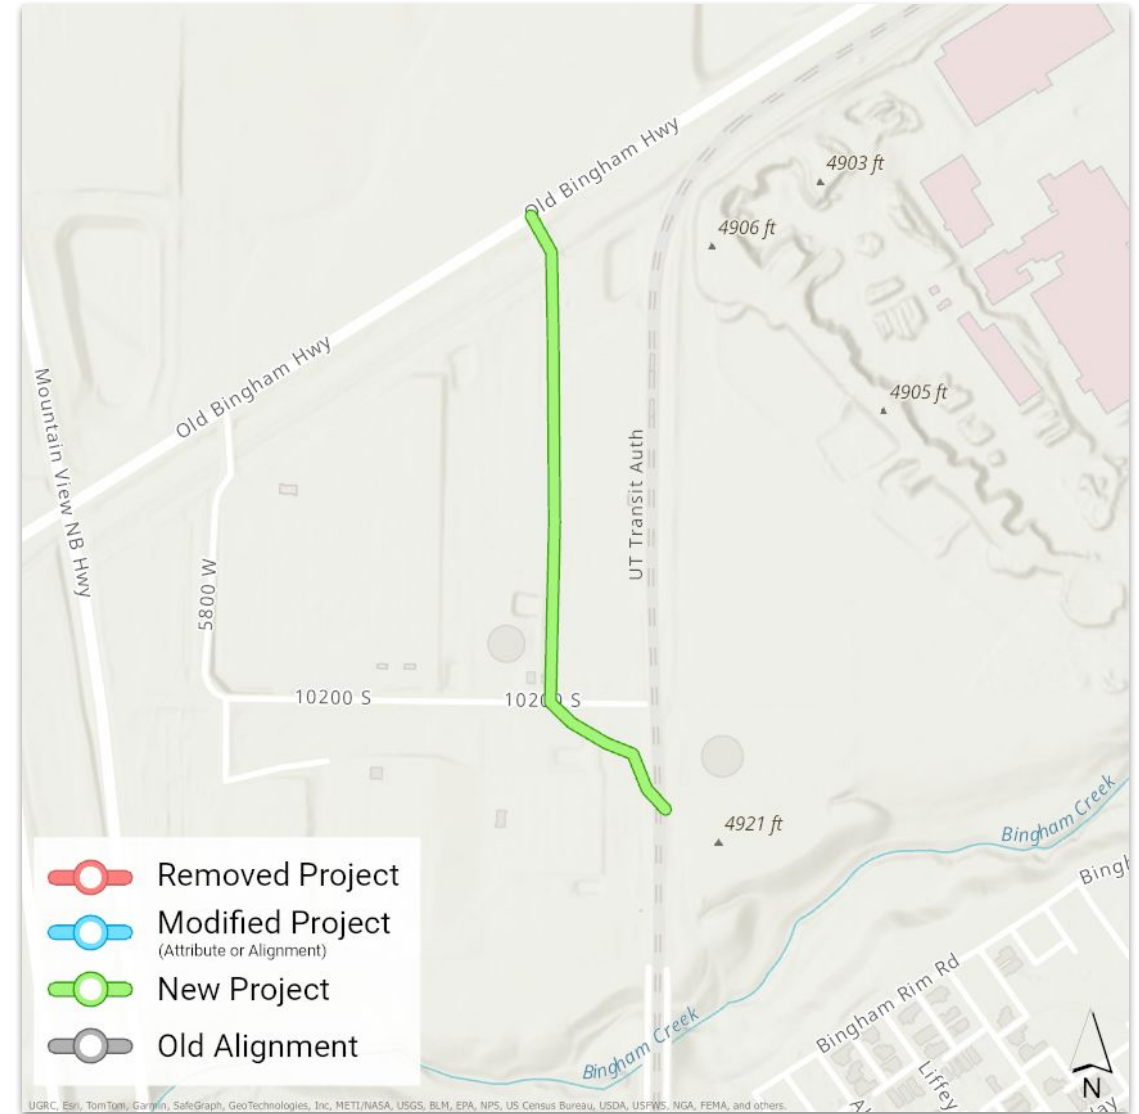 Old Bingham Hwy
4903 ft
4906 ft
Old Bingham Hwy
Mountain View NB Hwy
4905 ft
UT Transit Auth
5800 W
10200 S
10200 S
4921 ft
Bingham Creek
Bingh
Removed Project
Modified Project
(Attribute or Alignment)
New Project
Old Alignment
Bingham Rim Rd
Bingham Creek
Liffey
N
UGRC, Esri, TomTom, Garmin, SafeGraph, GeoTechnologies, Inc, METI/NASA, USGS, BLM, EPA, NPS, US Census Bureau, USDA, USFWS, NGA, FEMA, and others.